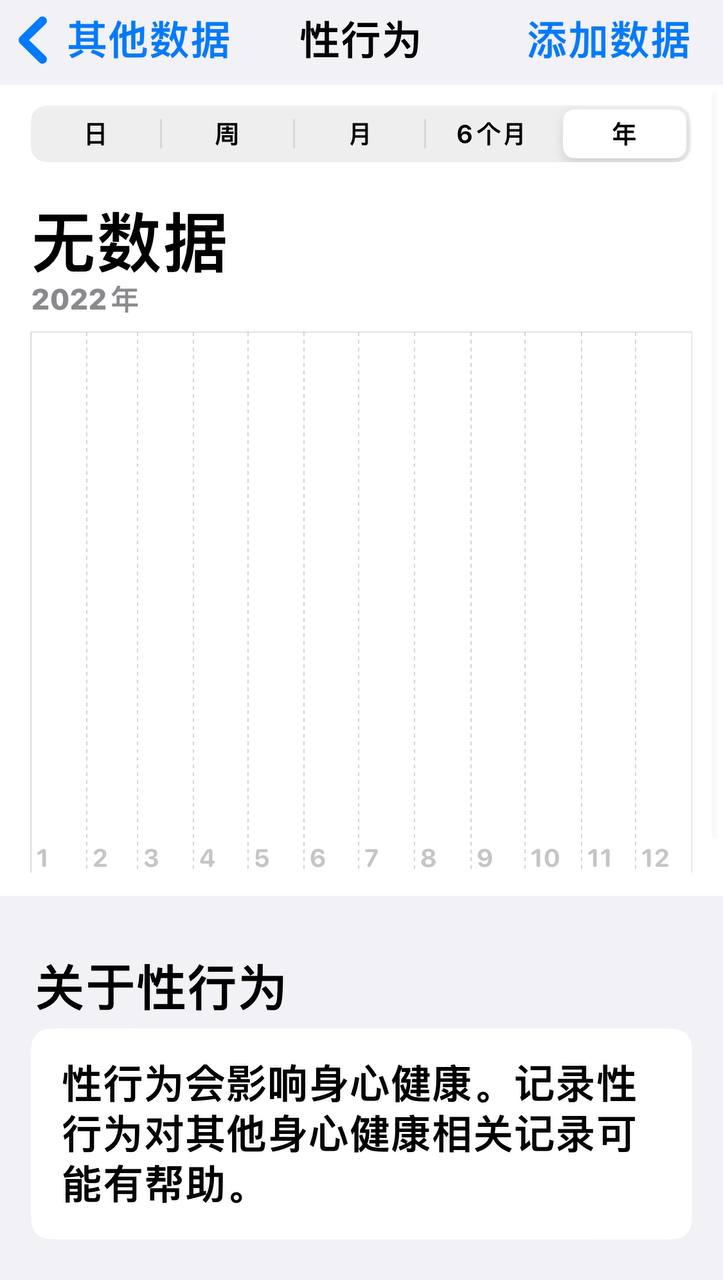 其他数据 性行为 添加数据
日 周 月 6个月 年
无数据
2022年
1 2 3 4 5 6 7 8 9 10 11 12
关于性行为
性行为会影响身心健康。记录性
行为对其他身心健康相关记录可
能有帮助。